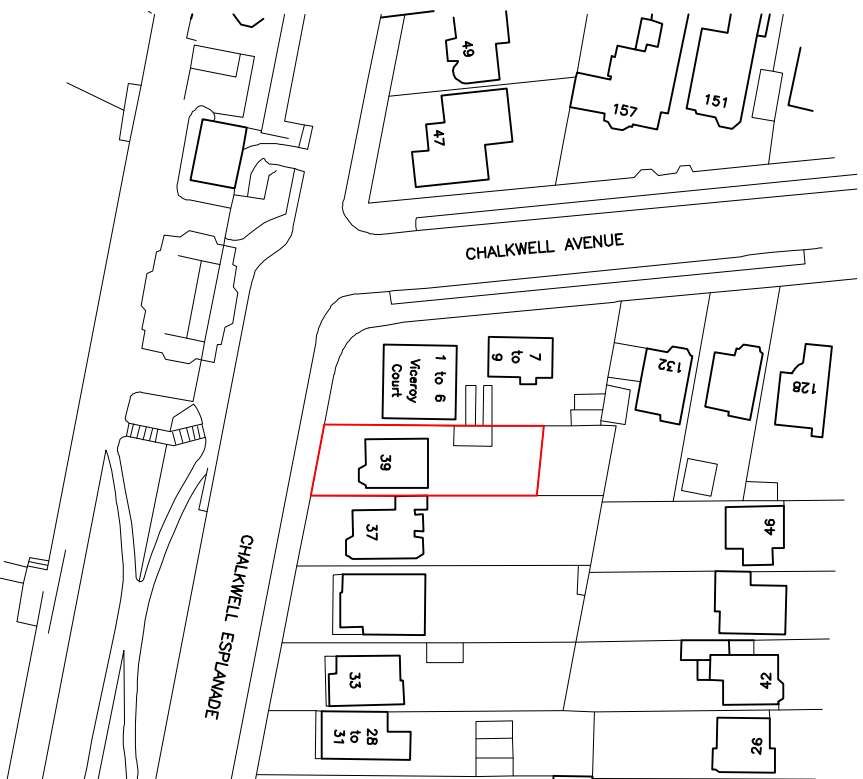 49
157
151
47
CHALKWELL AVENUE
1 to 6
Viceroy
Court
7
to
9
132
128
39
37
46
CHALKWELL ESPLANADE
33
42
28
to
31
26